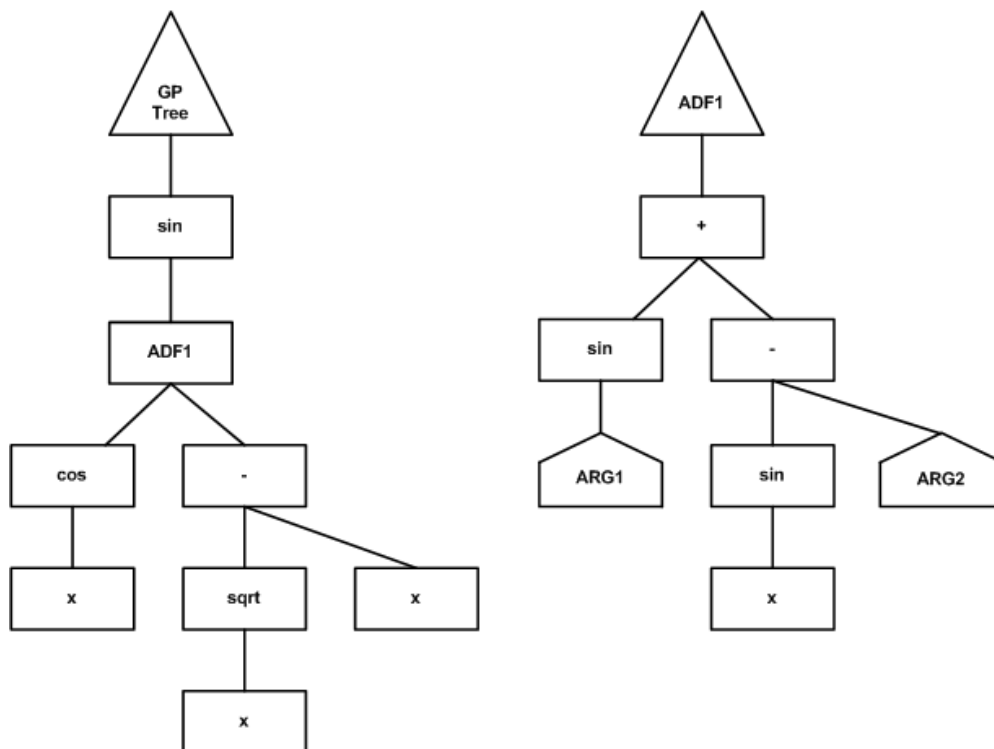 GP
Tree
sin
ADF1
cos
-
x
sqrt
x
x
ADF1
+
sin
-
ARG1
sin
ARG2
x